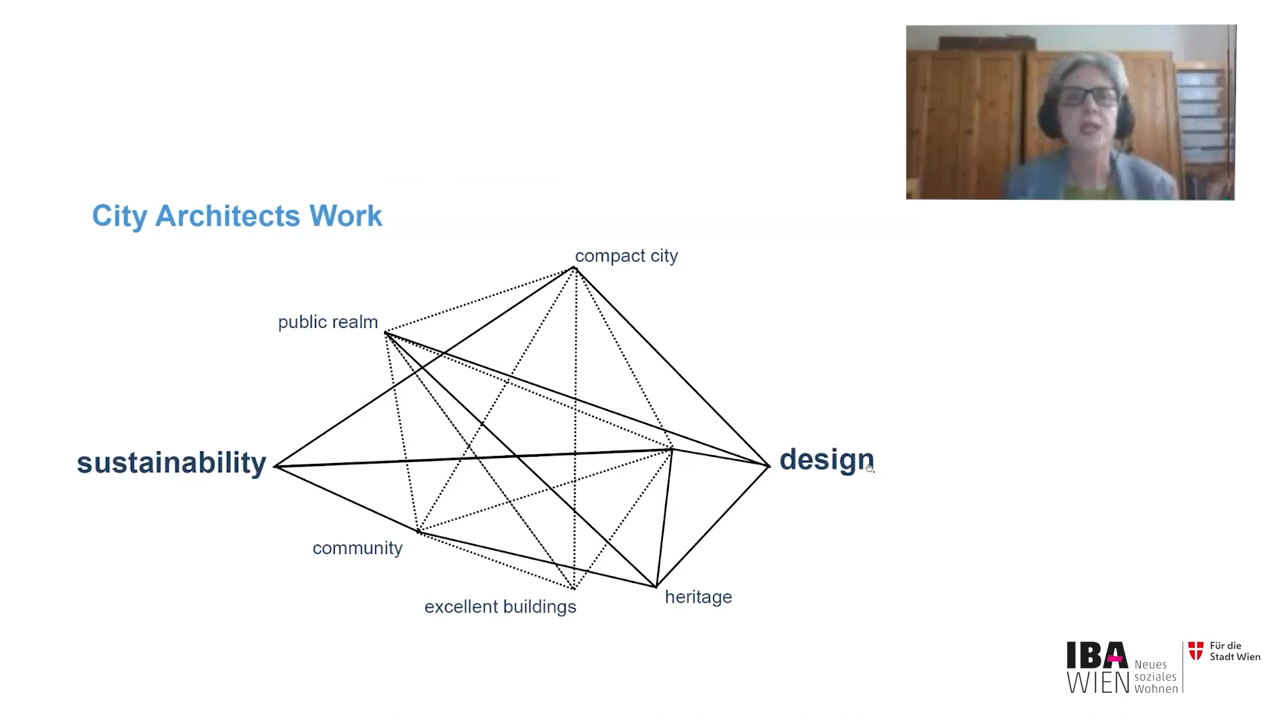 City Architects Work
compact city
public realm
sustainability
design
community
excellent buildings
heritage
IBA
WIEN
Neues
soziales
Wohnen
Für die
Stadt Wien